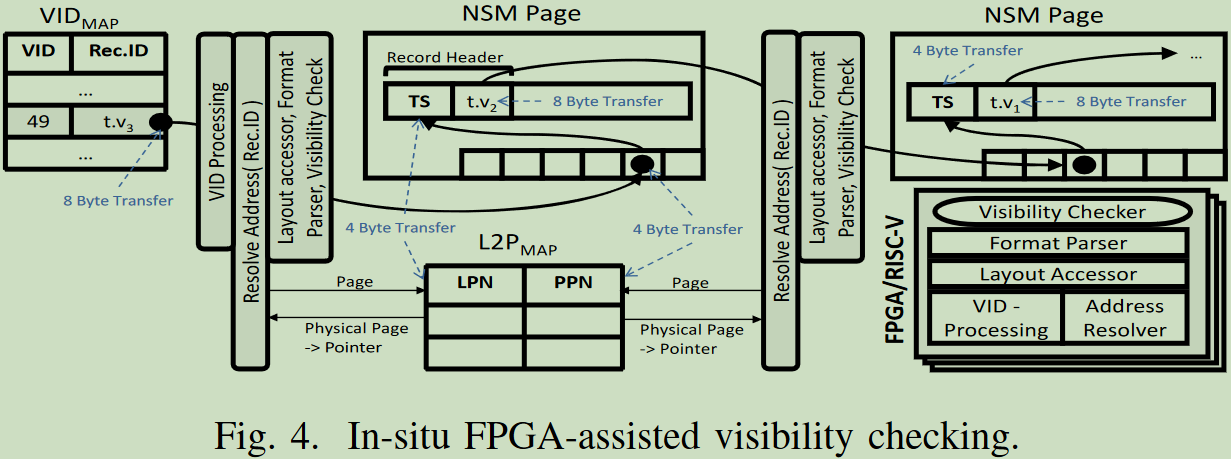 VIDMAP
VID Rec.ID
...
49 t.v3
...
8 Byte Transfer
VID Processing
Resolve Address( Rec.ID)
Layout accessor, Format
Parser, Visibility Check
NSM Page
Record Header
TS t.v2 8 Byte Transfer
4 Byte Transfer
4 Byte Transfer
L2PMAP
LPN PPN
Page
Physical Page
-> Pointer
Page
Physical Page
-> Pointer
Resolve Address( Rec.ID)
Layout accessor, Format
Parser, Visibility Check
NSM Page
4 Byte Transfer
...
TS t.v1 8 Byte Transfer
FPGA/RISC-V
Visibility Checker
Format Parser
Layout Accessor
VID -
Processing
Address
Resolver
Fig. 4. In-situ FPGA-assisted visibility checking.